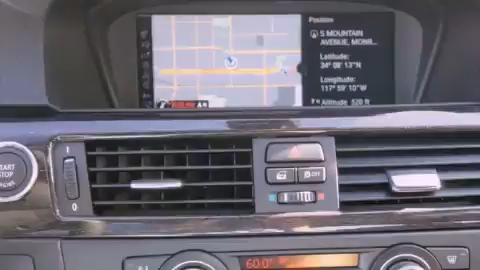 Position
S MOUNTAIN
AVENUE, MONR...
Latitude:
34° 08' 13"N
Longitude:
117° 59' 10"W
Altitude: 520 ft
START
STOP
OFF
0
60.0°